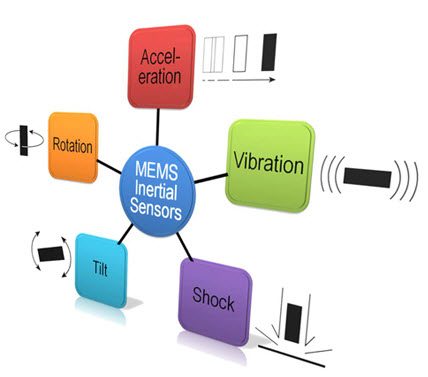 Accel-
eration
Rotation
MEMS
Inertial
Sensors
Vibration
Tilt
Shock